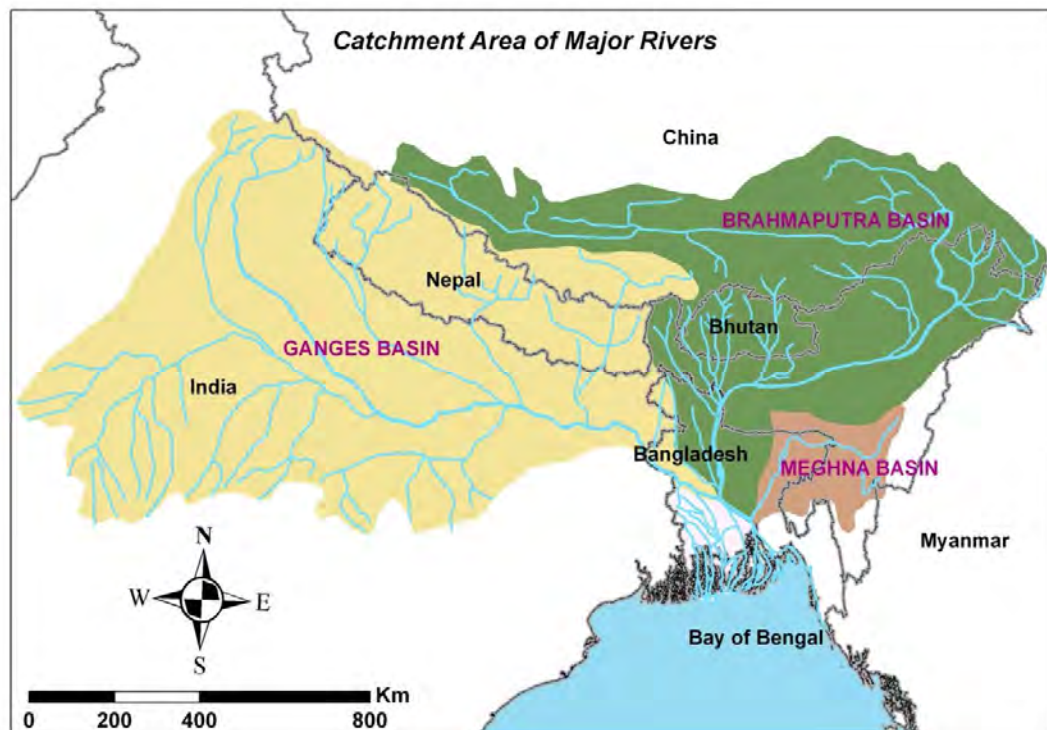 Catchment Area of Major Rivers
China
BRAHMAPUTRA BASIN
Nepal
Bhutan
GANGES BASIN
India
Bangladesh
MEGHNA BASIN
Myanmar
N
W
E
S
Bay of Bengal
Km
0 200 400 800